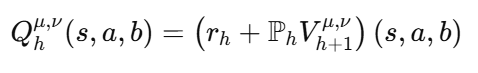 $Q_h^{\mu,\nu}(s, a, b) = \left(r_h + \mathbb{P}_h V_{h+1}^{\mu,\nu}\right)(s, a, b)$